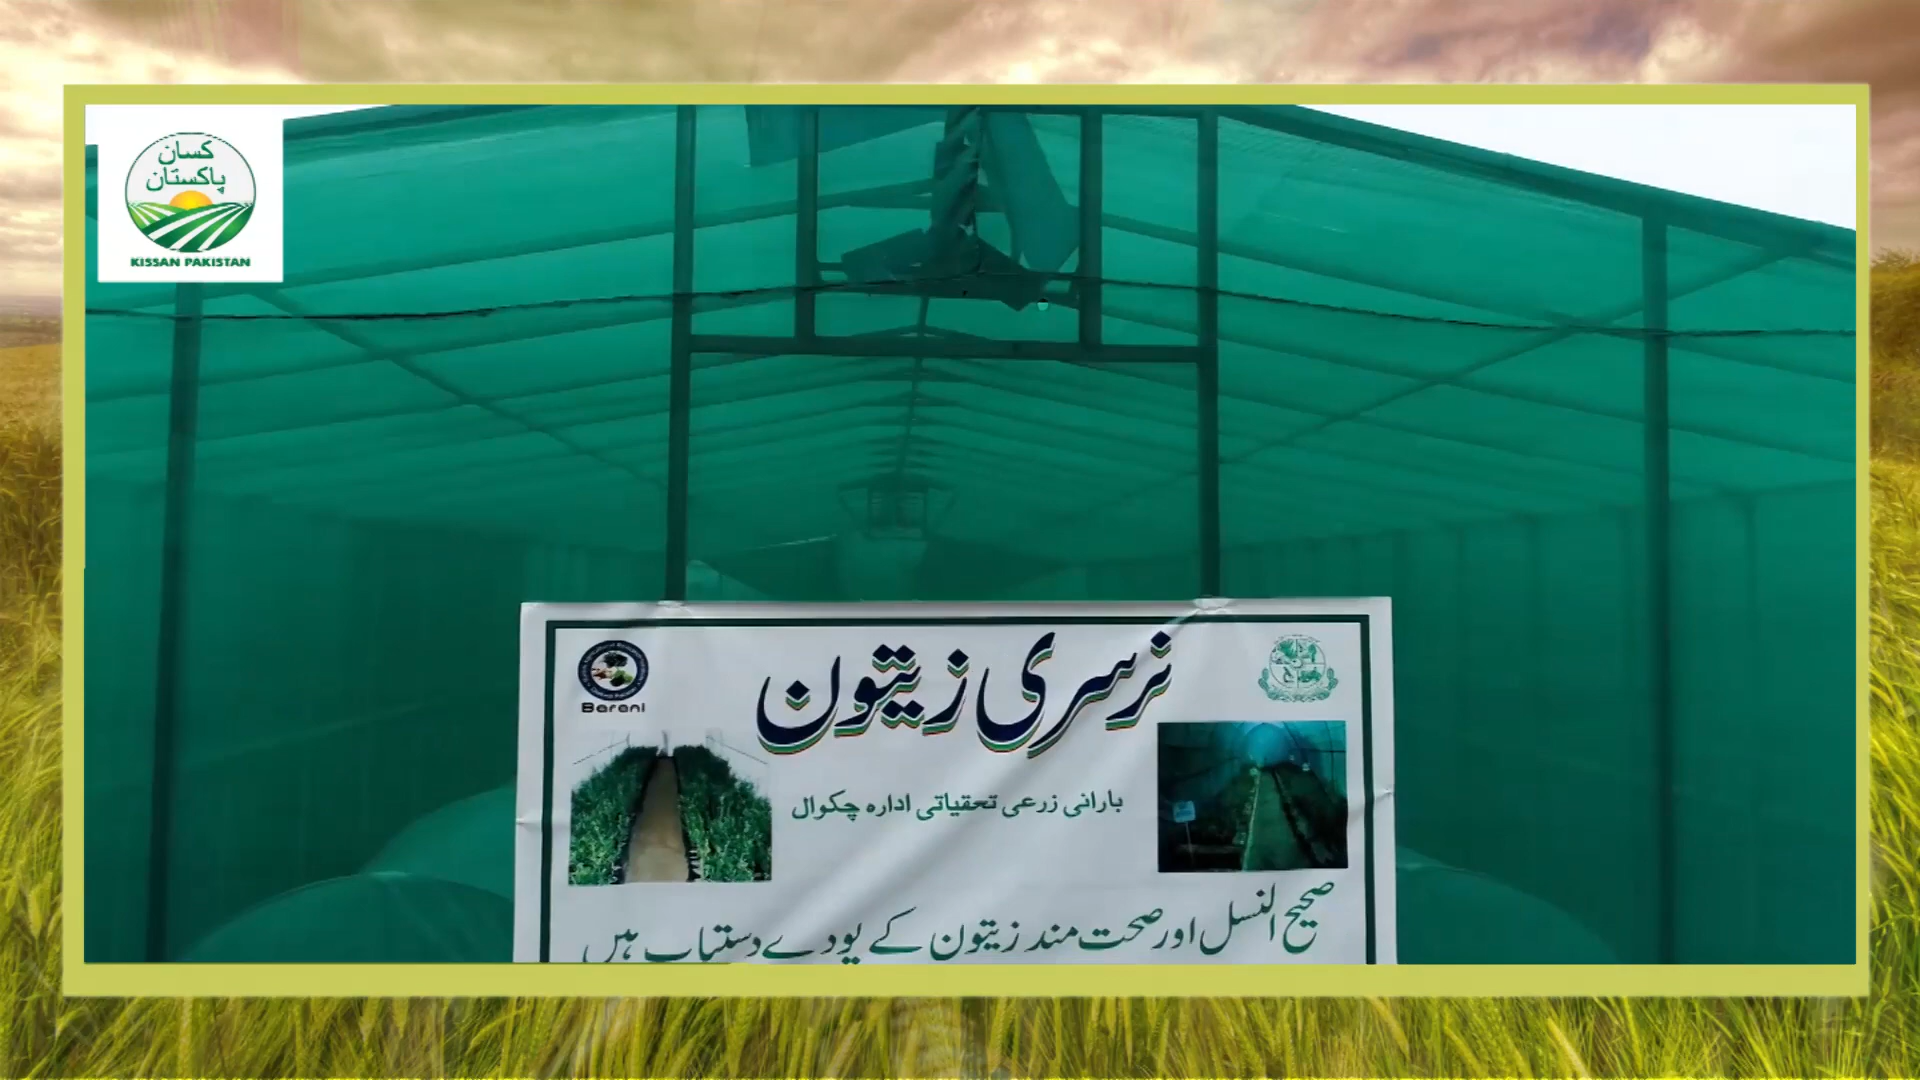 کسان
پاکستان
KISSAN PAKISTAN
نرسری زیتون
Barani
بارانی زرعی تحقیاتی ادارہ چکوال
صحیح النسل اور صحت مند زیتون کے پودے دستیاب ہیں